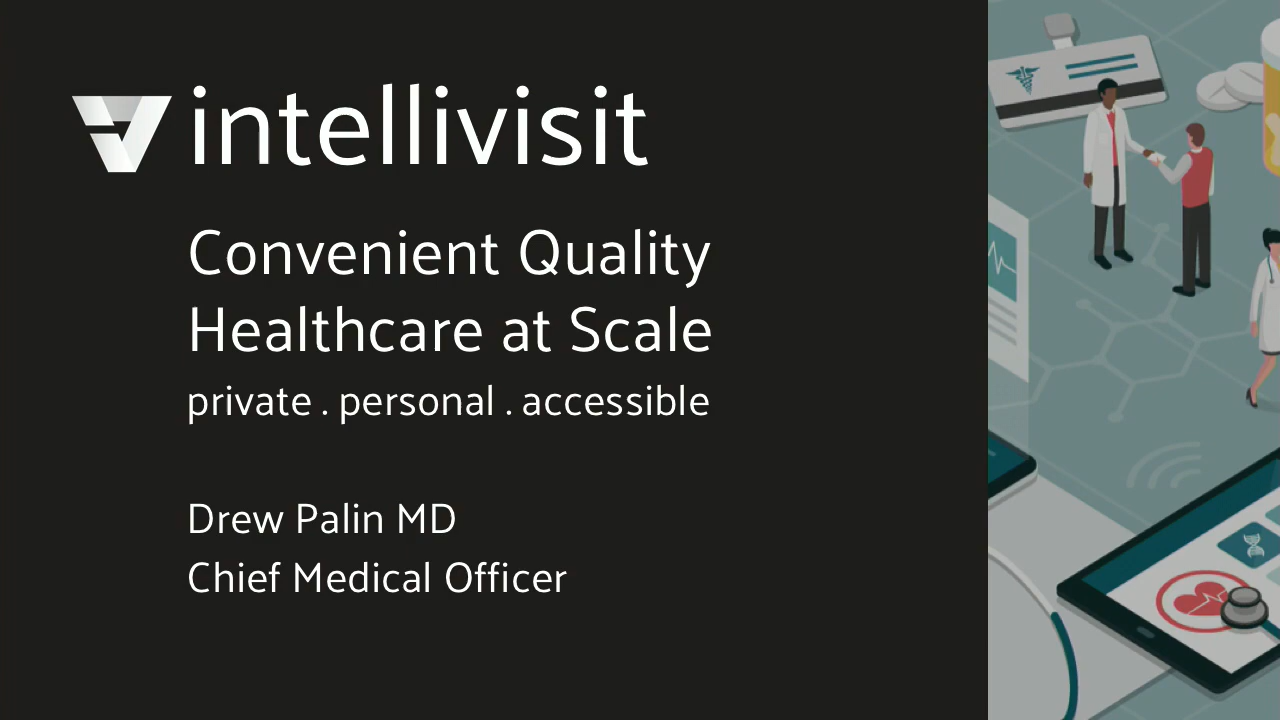 intellivisit
Convenient Quality
Healthcare at Scale
private . personal . accessible
Drew Palin MD
Chief Medical Officer